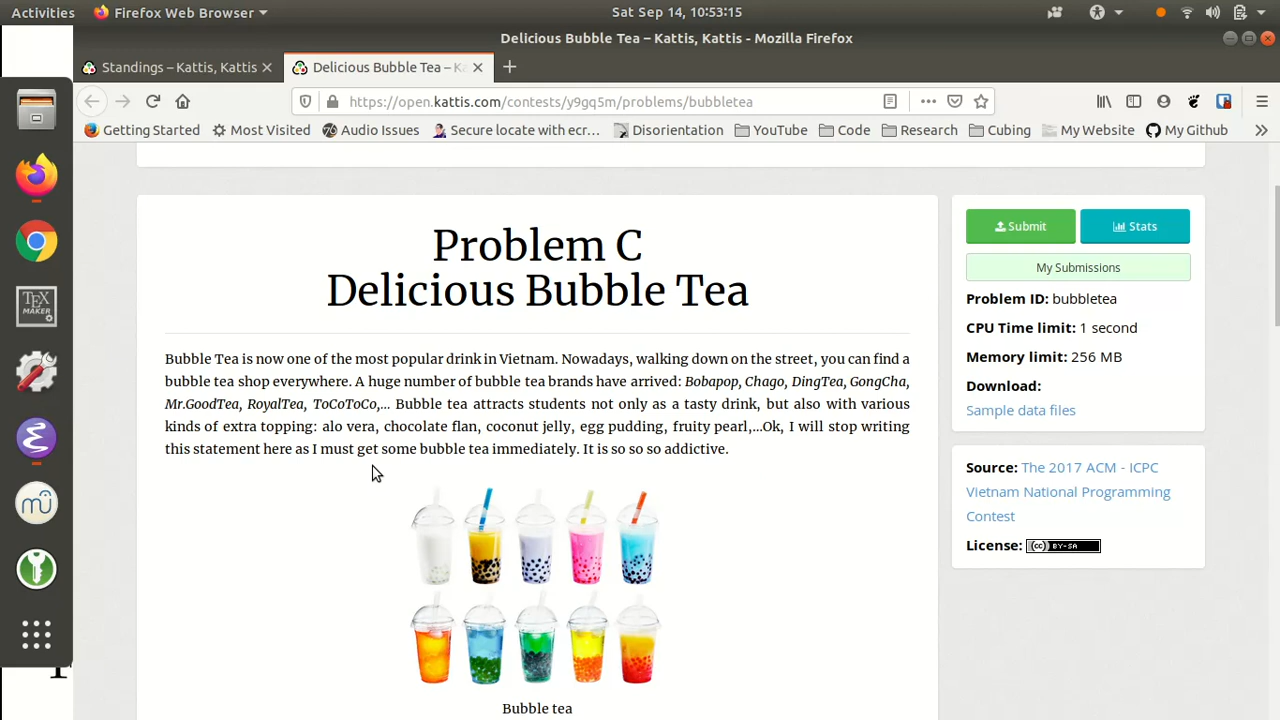 Activities Firefox Web Browser Sat Sep 14, 10:53:15
Delicious Bubble Tea – Kattis, Kattis - Mozilla Firefox
Standings – Kattis, Kattis Delicious Bubble Tea – Ka
https://open.kattis.com/contests/y9gq5m/problems/bubbletea
Getting Started Most Visited Audio Issues Secure locate with ecr... Disorientation YouTube Code Research Cubing My Website My Github
Problem C
Delicious Bubble Tea
Bubble Tea is now one of the most popular drink in Vietnam. Nowadays, walking down on the street, you can find a
bubble tea shop everywhere. A huge number of bubble tea brands have arrived: Bobapop, Chago, DingTea, GongCha,
Mr.GoodTea, RoyalTea, ToCoToCo,... Bubble tea attracts students not only as a tasty drink, but also with various
kinds of extra topping: alo vera, chocolate flan, coconut jelly, egg pudding, fruity pearl,...Ok, I will stop writing
this statement here as I must get some bubble tea immediately. It is so so so addictive.
Bubble tea
Submit Stats
My Submissions
Problem ID: bubbletea
CPU Time limit: 1 second
Memory limit: 256 MB
Download:
Sample data files
Source: The 2017 ACM - ICPC
Vietnam National Programming
Contest
License: (cc) BY-SA
TEX
MAKER